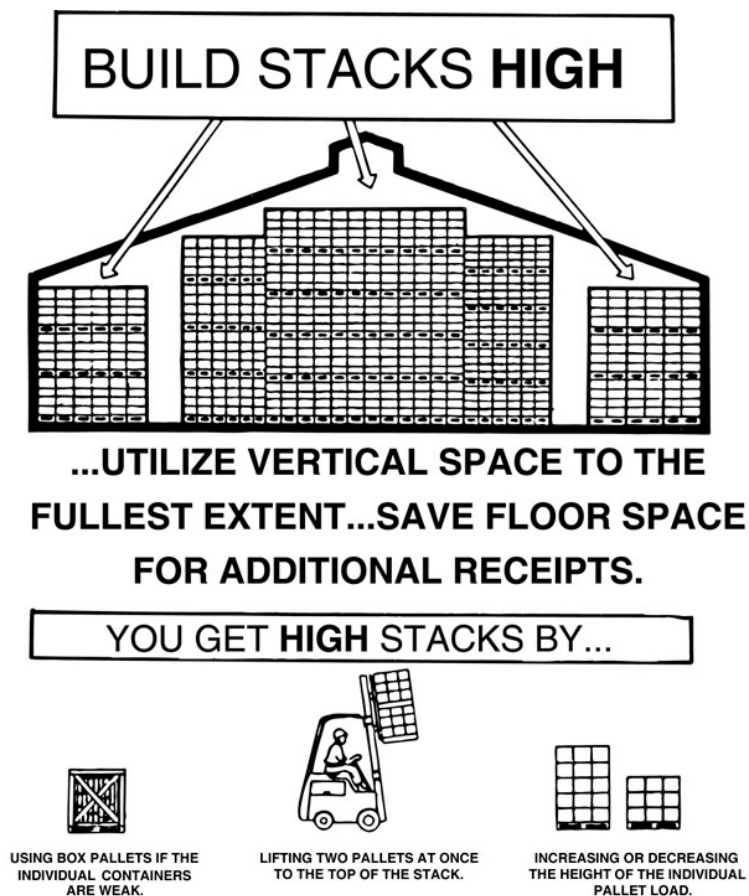 BUILD STACKS HIGH
...UTILIZE VERTICAL SPACE TO THE
FULLEST EXTENT...SAVE FLOOR SPACE
FOR ADDITIONAL RECEIPTS.
YOU GET HIGH STACKS BY...
USING BOX PALLETS IF THE
INDIVIDUAL CONTAINERS
ARE WEAK.
LIFTING TWO PALLETS AT ONCE
TO THE TOP OF THE STACK.
INCREASING OR DECREASING
THE HEIGHT OF THE INDIVIDUAL
PALLET LOAD.